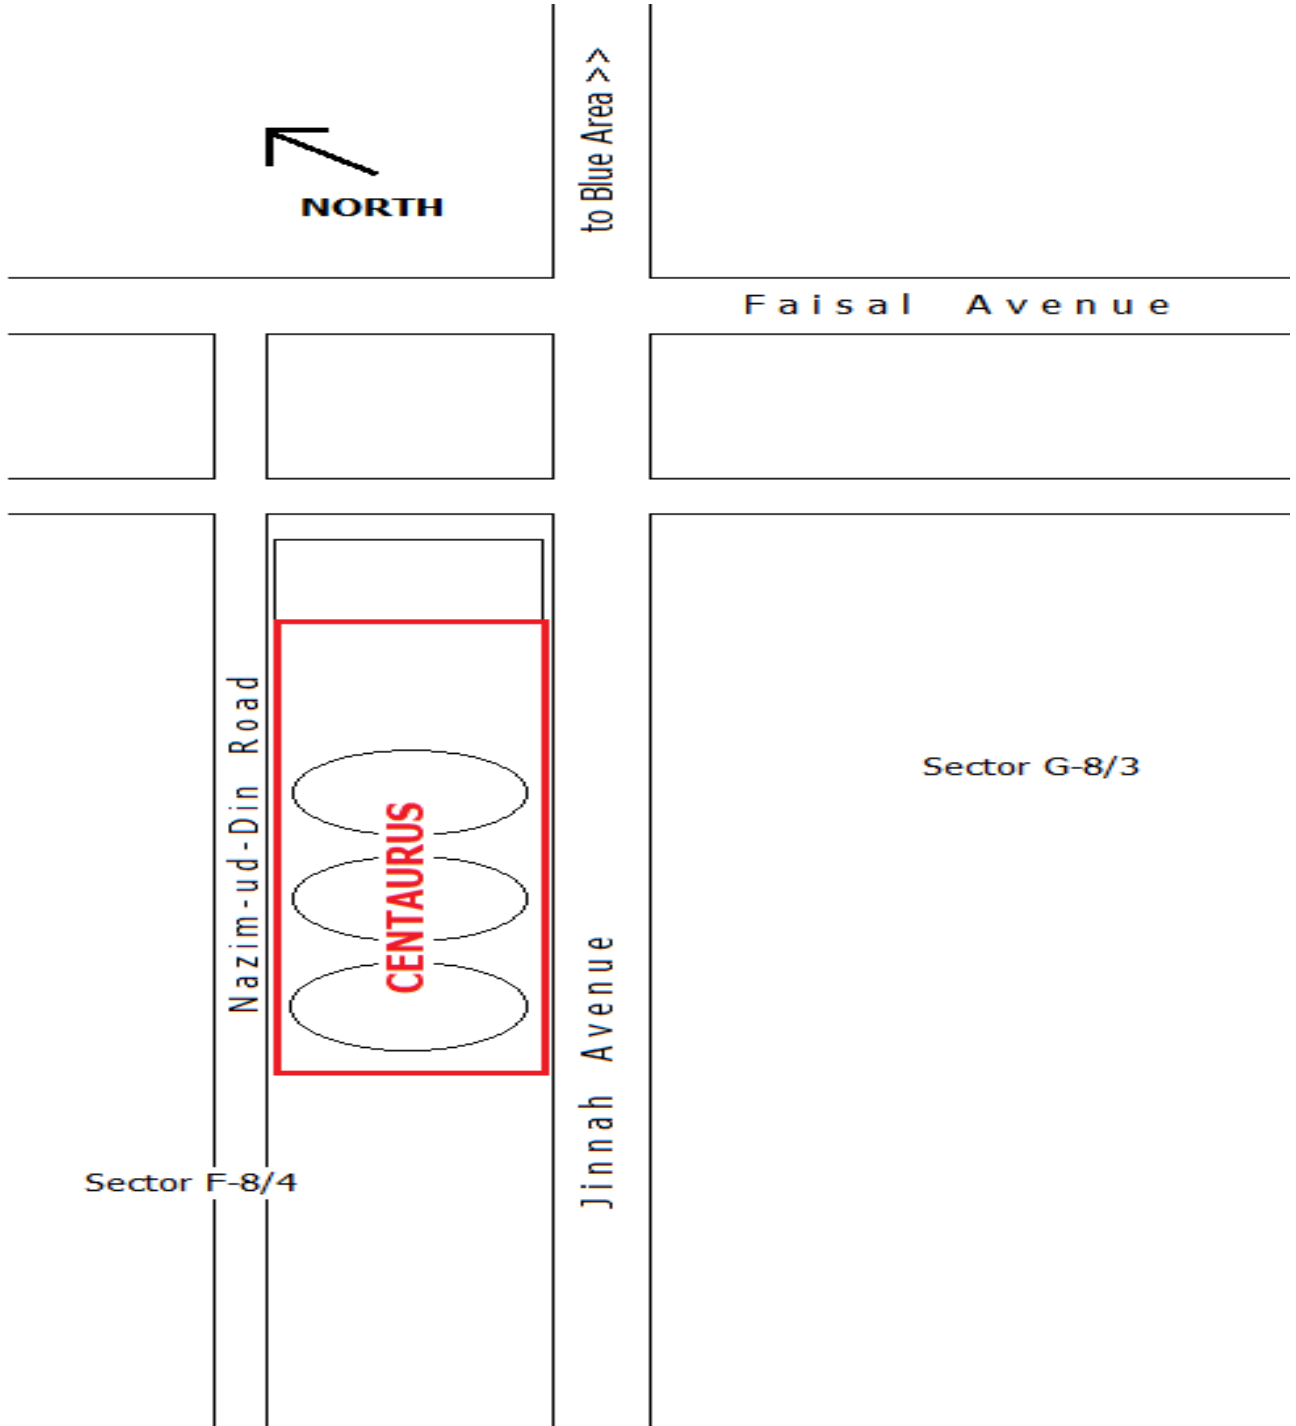 to Blue Area >>
NORTH
Faisal Avenue
Nazim-ud-Din Road
CENTAURUS
Sector G-8/3
Jinnah Avenue
Sector F-8/4